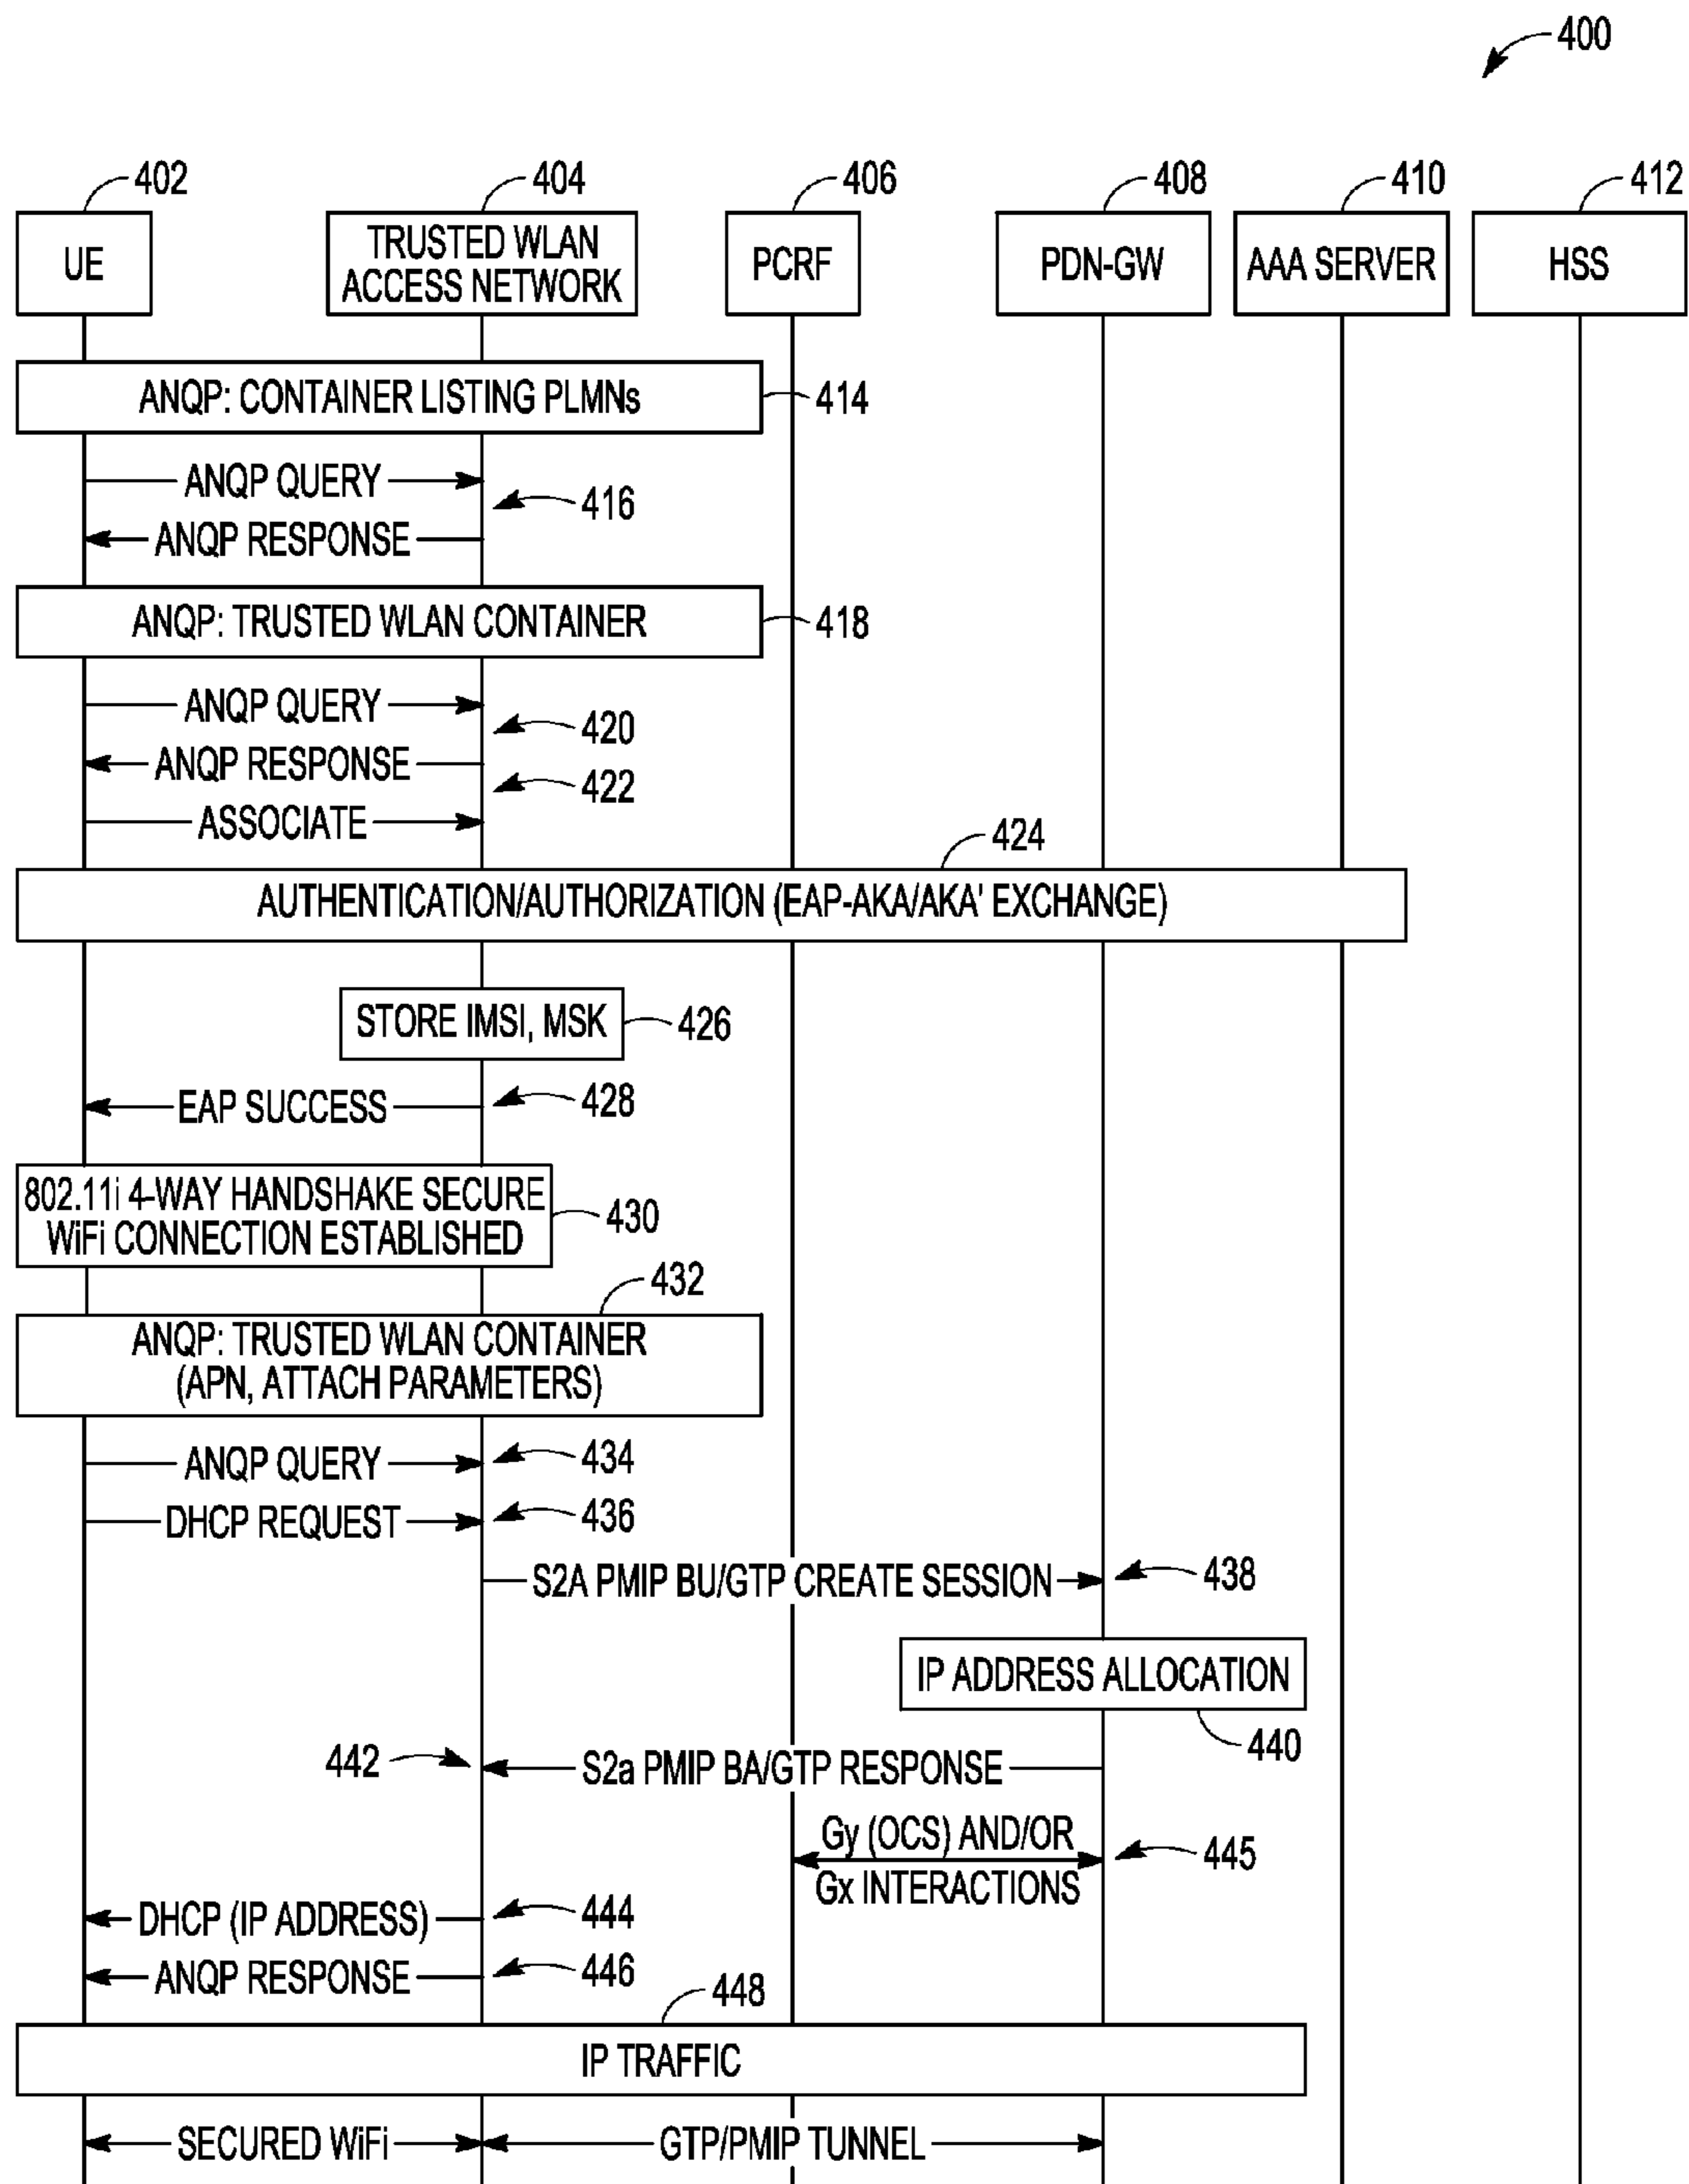 400
402
404
406
408
410
412
UE
TRUSTED WLAN
ACCESS NETWORK
PCRF
PDN-GW
AAA SERVER
HSS
ANQP: CONTAINER LISTING PLMNs
414
ANQP QUERY
416
ANQP RESPONSE
ANQP: TRUSTED WLAN CONTAINER
418
ANQP QUERY
420
ANQP RESPONSE
422
ASSOCIATE
424
AUTHENTICATION/AUTHORIZATION (EAP-AKA/AKA' EXCHANGE)
STORE IMSI, MSK
426
EAP SUCCESS
428
802.11i 4-WAY HANDSHAKE SECURE
WiFi CONNECTION ESTABLISHED
430
432
ANQP: TRUSTED WLAN CONTAINER
(APN, ATTACH PARAMETERS)
ANQP QUERY
434
DHCP REQUEST
436
S2A PMIP BU/GTP CREATE SESSION
438
IP ADDRESS ALLOCATION
440
442
S2a PMIP BA/GTP RESPONSE
Gy (OCS) AND/OR
Gx INTERACTIONS
445
DHCP (IP ADDRESS)
444
ANQP RESPONSE
446
448
IP TRAFFIC
SECURED WiFi
GTP/PMIP TUNNEL